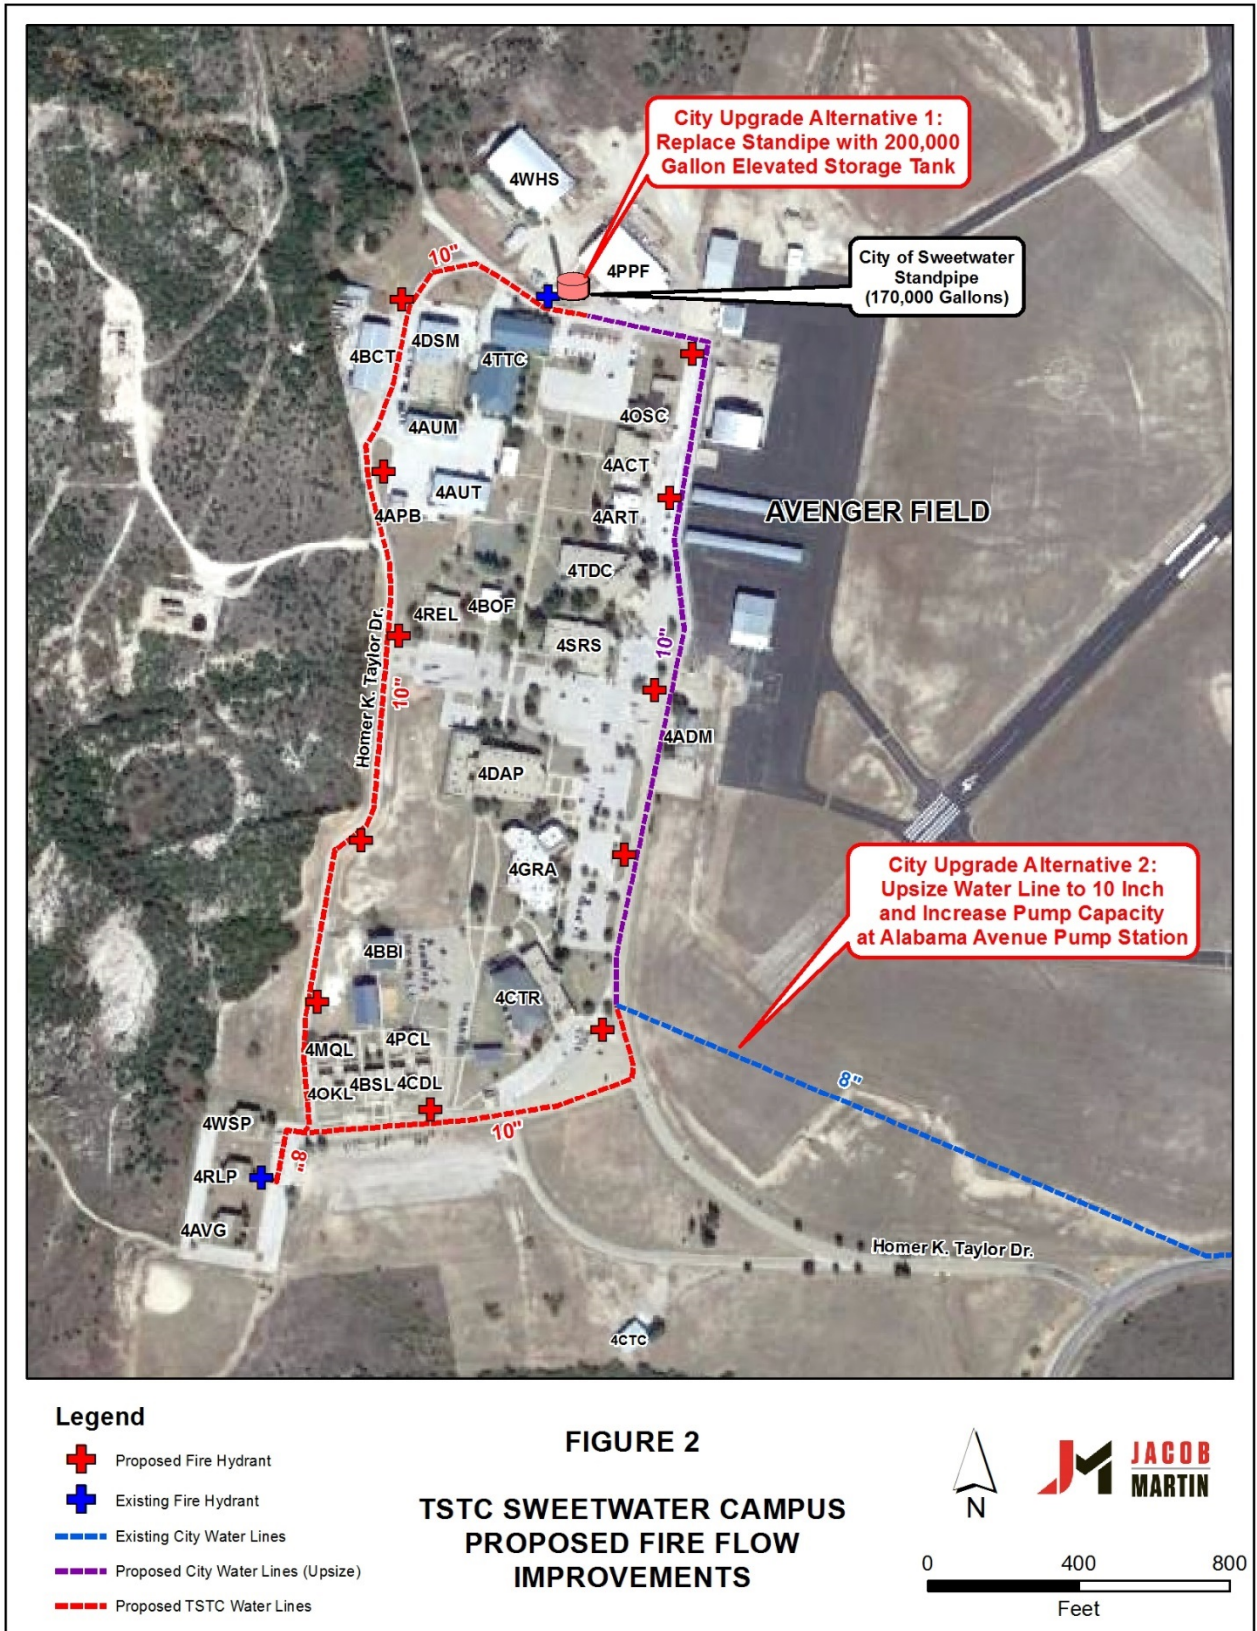 City Upgrade Alternative 1:
Replace Standipe with 200,000
Gallon Elevated Storage Tank
4WHS
4PPF
City of Sweetwater
Standpipe
(170,000 Gallons)
10"
4DSM
4BCT
4TTC
4OSC
4AUM
4ACT
4AUT
4APB
4ART
AVENGER FIELD
4TDC
4BOF
4REL
4SRS
10"
Homer K. Taylor Dr.
10"
4ADM
4DAP
4GRA
City Upgrade Alternative 2:
Upsize Water Line to 10 Inch
and Increase Pump Capacity
at Alabama Avenue Pump Station
4BBI
4CTR
4PCL
4MQL
8"
4BSL
4CDL
4OKL
4WSP
10"
8"
4RLP
4AVG
Homer K. Taylor Dr.
4CTC
Legend
Proposed Fire Hydrant
Existing Fire Hydrant
Existing City Water Lines
Proposed City Water Lines (Upsize)
Proposed TSTC Water Lines
FIGURE 2
TSTC SWEETWATER CAMPUS
PROPOSED FIRE FLOW
IMPROVEMENTS
N
JM
JACOB
MARTIN
0 400 800
Feet